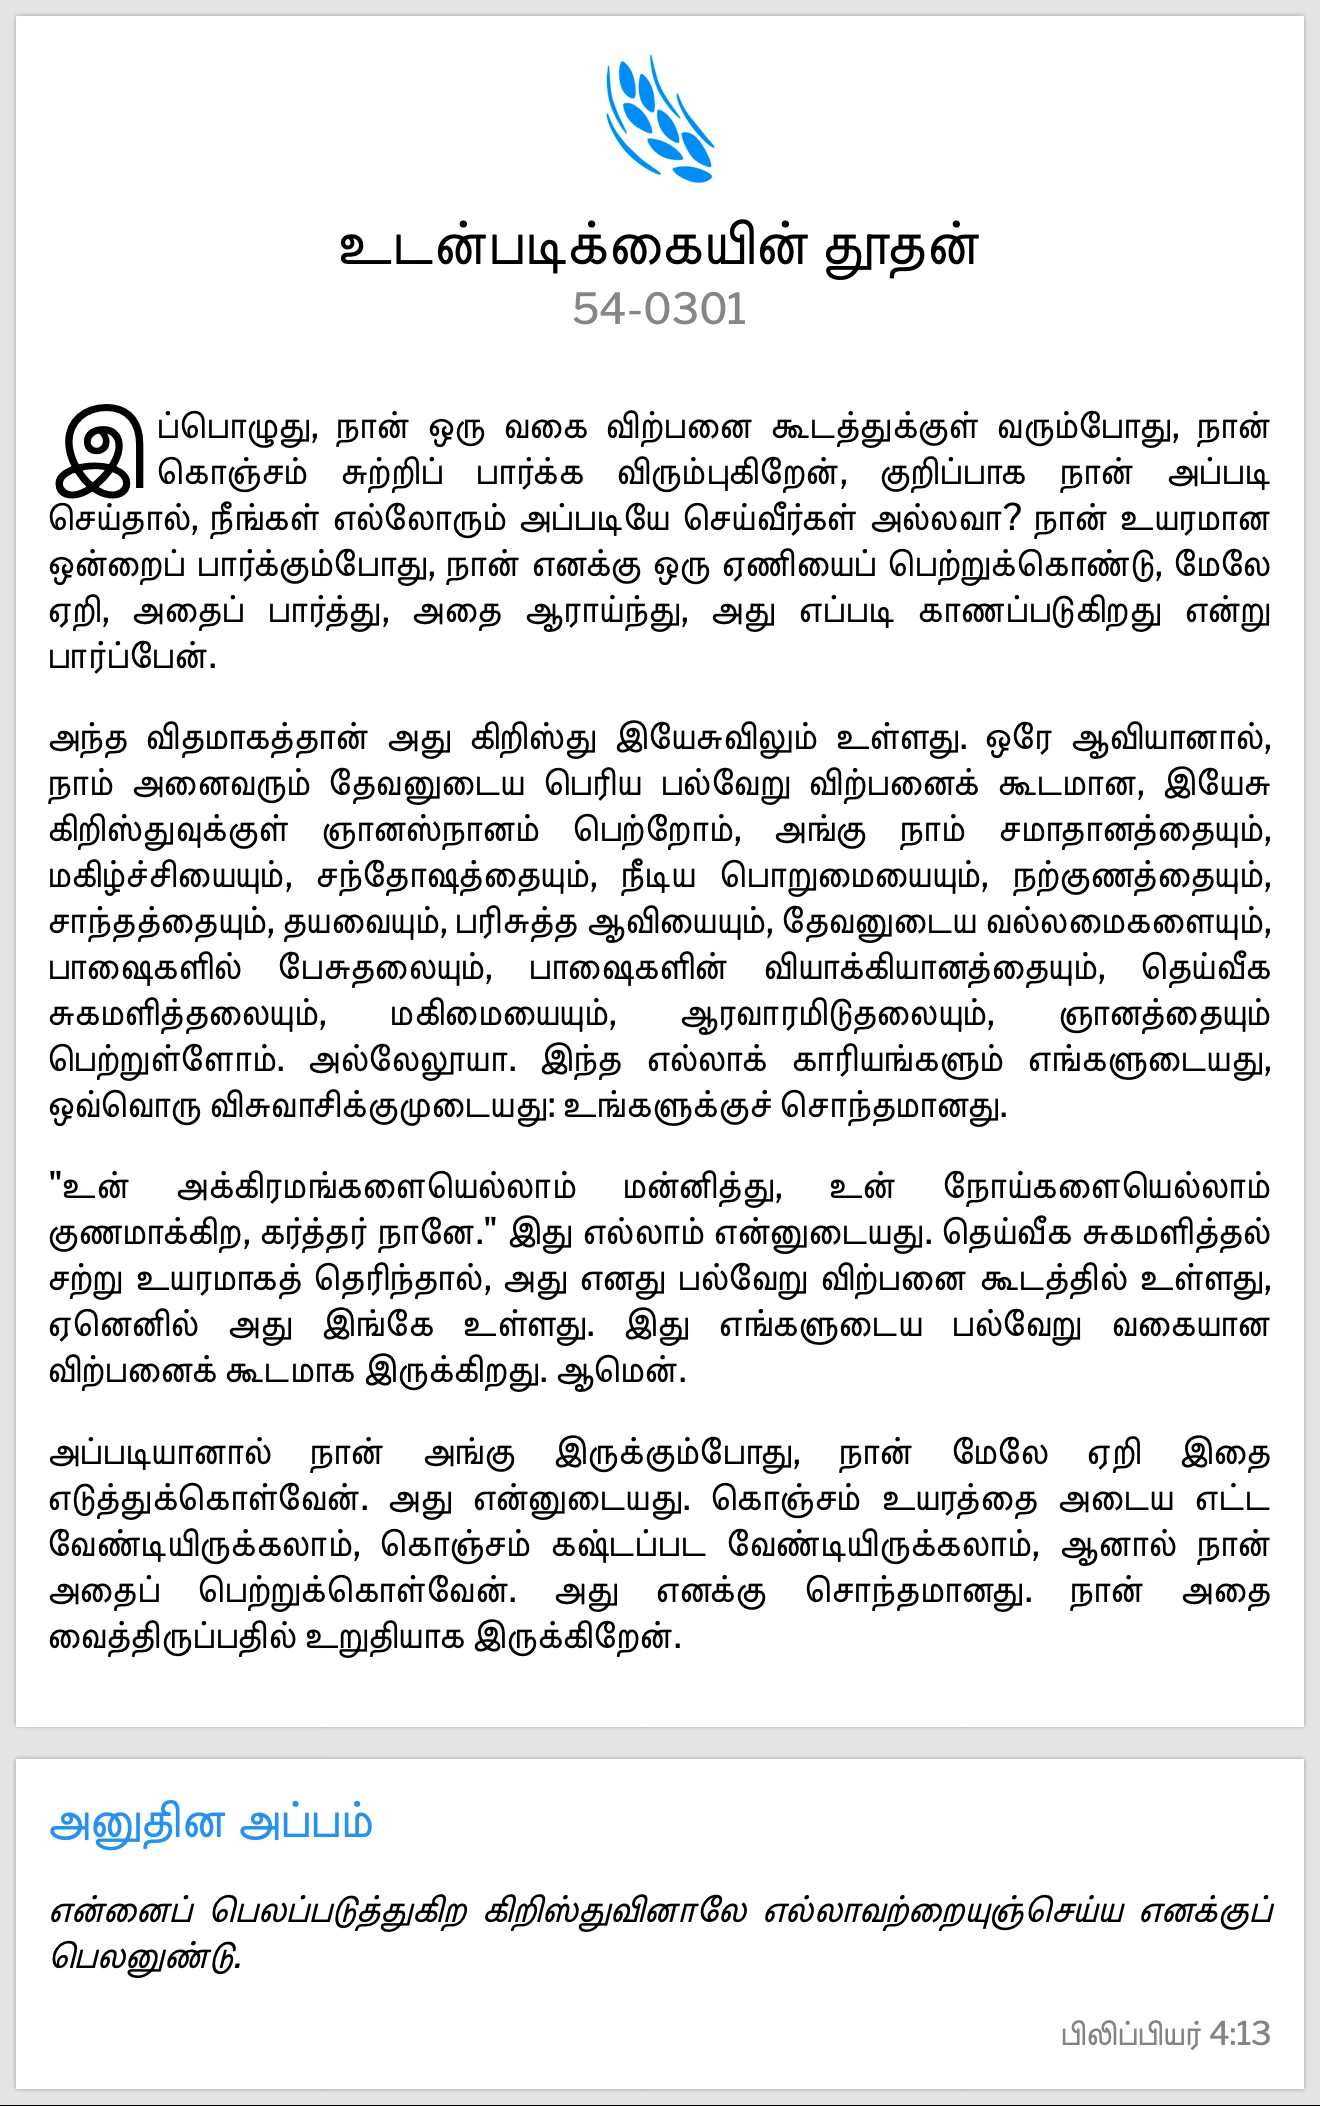 உடன்படிக்கையின் தூதன்
54-0301
இப்பொழுது, நான் ஒரு வகை விற்பனை கூடத்துக்குள் வரும்போது, நான்
கொஞ்சம் சுற்றிப் பார்க்க விரும்புகிறேன், குறிப்பாக நான் அப்படி
செய்தால், நீங்கள் எல்லோரும் அப்படியே செய்வீர்கள் அல்லவா? நான் உயரமான
ஒன்றைப் பார்க்கும்போது, நான் எனக்கு ஒரு ஏணியைப் பெற்றுக்கொண்டு, மேலே
ஏறி, அதைப் பார்த்து, அதை ஆராய்ந்து, அது எப்படி காணப்படுகிறது என்று
பார்ப்பேன்.
அந்த விதமாகத்தான் அது கிறிஸ்து இயேசுவிலும் உள்ளது. ஒரே ஆவியானால்,
நாம் அனைவரும் தேவனுடைய பெரிய பல்வேறு விற்பனைக் கூடமான, இயேசு
கிறிஸ்துவுக்குள் ஞானஸ்நானம் பெற்றோம், அங்கு நாம் சமாதானத்தையும்,
மகிழ்ச்சியையும், சந்தோஷத்தையும், நீடிய பொறுமையையும், நற்குணத்தையும்,
சாந்தத்தையும், தயவையும், பரிசுத்த ஆவியையும், தேவனுடைய வல்லமைகளையும்,
பாஷைகளில் பேசுதலையும், பாஷைகளின் வியாக்கியானத்தையும், தெய்வீக
சுகமளித்தலையும், மகிமையையும், ஆரவாரமிடுதலையும், ஞானத்தையும்
பெற்றுள்ளோம். அல்லேலூயா. இந்த எல்லாக் காரியங்களும் எங்களுடையது,
ஒவ்வொரு விசுவாசிக்குமுடையது: உங்களுக்குச் சொந்தமானது.
"உன் அக்கிரமங்களையெல்லாம் மன்னித்து, உன் நோய்களையெல்லாம்
குணமாக்கிற, கர்த்தர் நானே." இது எல்லாம் என்னுடையது. தெய்வீக சுகமளித்தல்
சற்று உயரமாகத் தெரிந்தால், அது எனது பல்வேறு விற்பனை கூடத்தில் உள்ளது,
ஏனெனில் அது இங்கே உள்ளது. இது எங்களுடைய பல்வேறு வகையான
விற்பனைக் கூடமாக இருக்கிறது. ஆமென்.
அப்படியானால் நான் அங்கு இருக்கும்போது, நான் மேலே ஏறி இதை
எடுத்துக்கொள்வேன். அது என்னுடையது. கொஞ்சம் உயரத்தை அடைய எட்ட
வேண்டியிருக்கலாம், கொஞ்சம் கஷ்டப்பட வேண்டியிருக்கலாம், ஆனால் நான்
அதைப் பெற்றுக்கொள்வேன். அது எனக்கு சொந்தமானது. நான் அதை
வைத்திருப்பதில் உறுதியாக இருக்கிறேன்.
அனுதின அப்பம்
என்னைப் பெலப்படுத்துகிற கிறிஸ்துவினாலே எல்லாவற்றையுஞ்செய்ய எனக்குப்
பெலனுண்டு.
பிலிப்பியர் 4:13